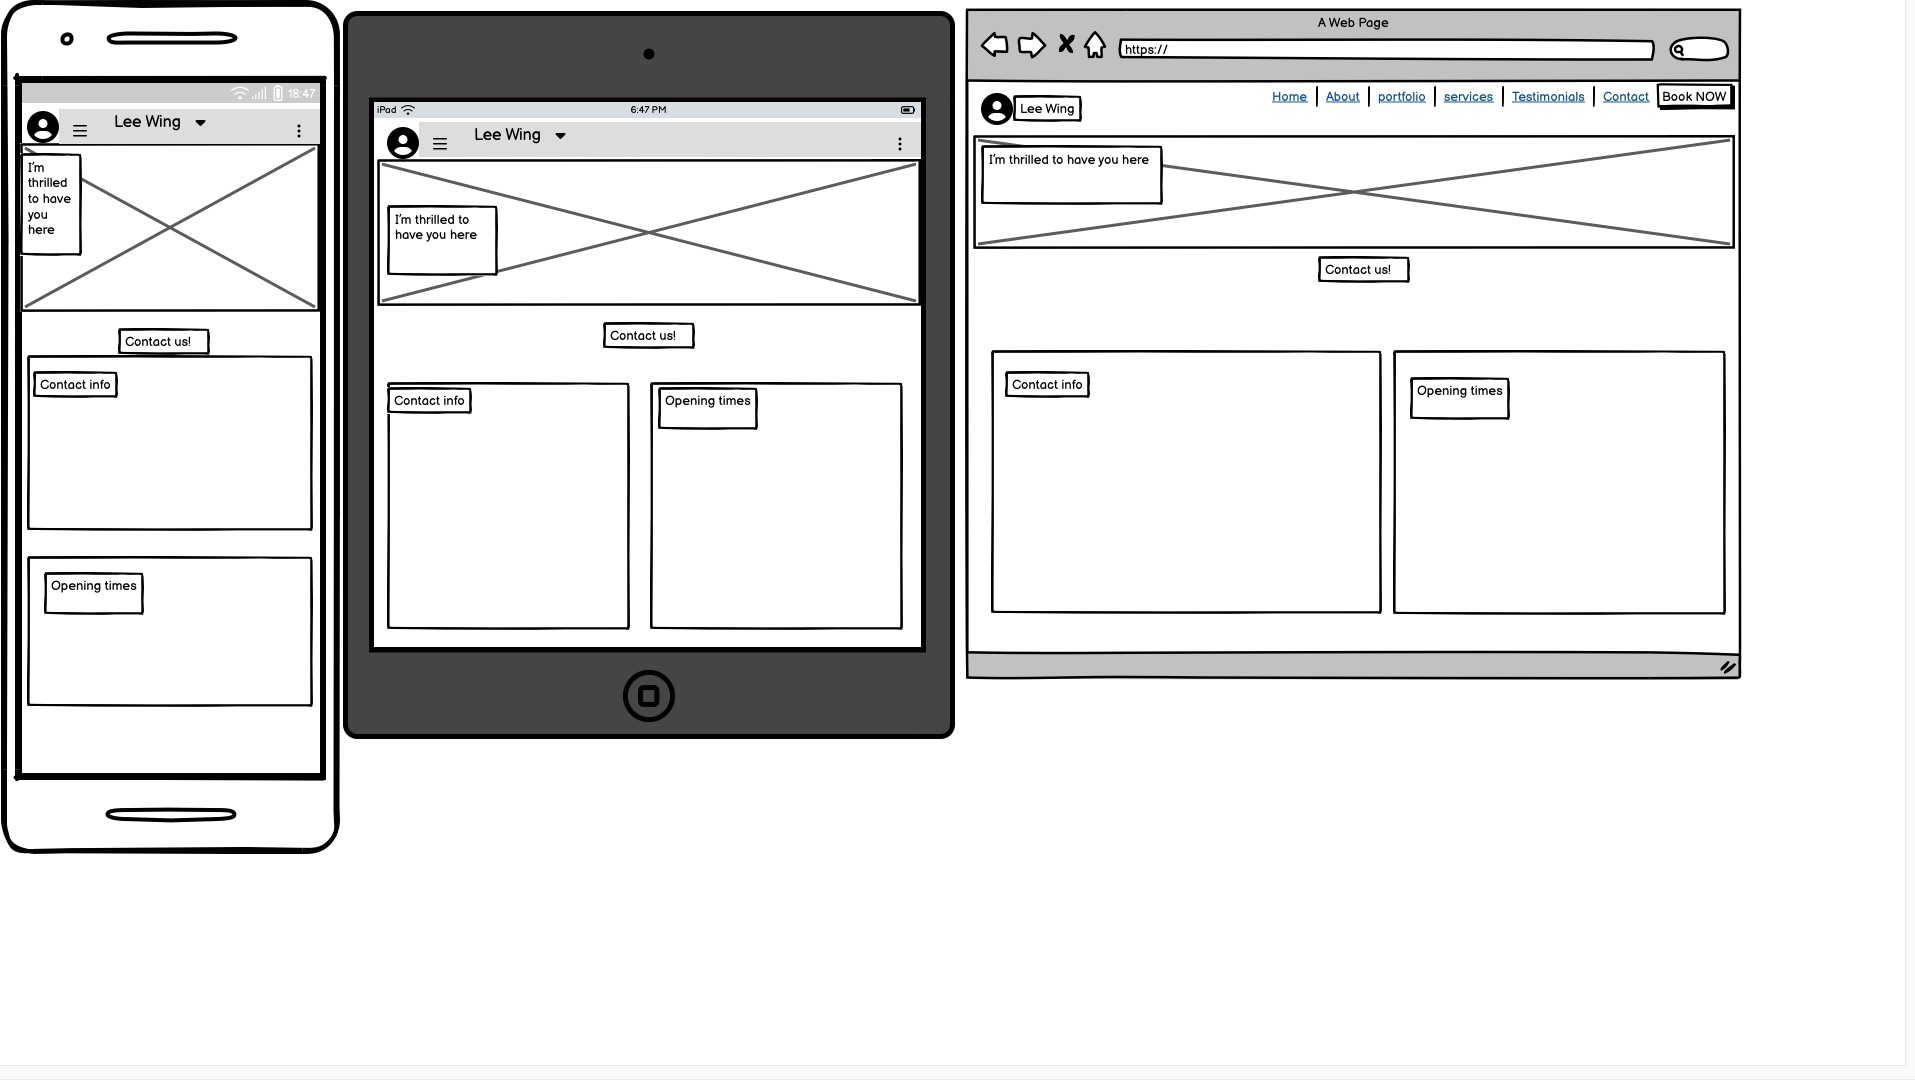 18:47
Lee Wing
I'm
thrilled
to have
you
here
Contact us!
Contact info
Opening times
iPad
6:47 PM
Lee Wing
I'm thrilled to
have you here
Contact us!
Contact info
Opening times
A Web Page
https://
Home About portfolio services Testimonials Contact Book NOW
Lee Wing
I'm thrilled to have you here
Contact us!
Contact info
Opening times